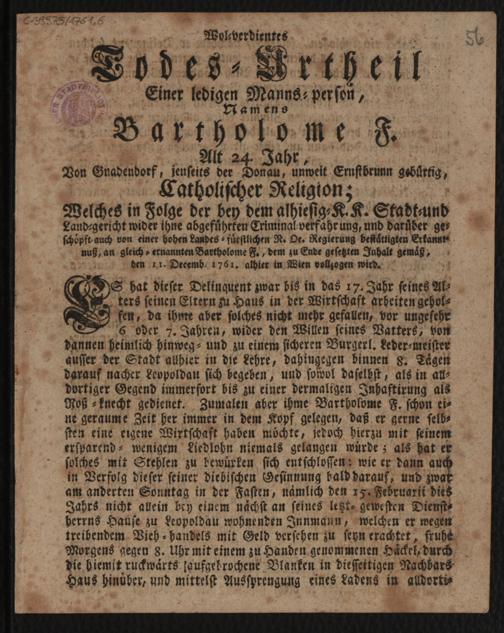 C-39573/1761,6
56
Wol-verdientes
Todes-Urtheil
Einer ledigen Manns-person,
Namens
Bartholome F.
Alt 24. Jahr,
Von Gnadendorf, jenseits der Donau, unweit Ernstbrunn gebürtig,
Catholischer Religion;
Welches in Folge der bey dem alhiesig-K.K. Stadt-und
Land-gericht wider ihne abgeführten Criminal-verfahrung, und darüber ge-
schöpft-auch von einer hohen Landes-fürstlichen N. Oe. Regierung bestättigten Erkannt-
nuß, an gleich-ernannten Bartholome F., dem zu Ende gesetzten Inhalt gemäß,
den 11. Decemb. 1761. alhier in Wien vollzogen wird.
ES hat dieser Delinquent zwar bis in das 17. Jahr seines Al-
ters seinen Eltern zu Haus in der Wirtschaft arbeiten geholf-
fen, da ihme aber solches nicht mehr gefallen, vor ungefehr
6 oder 7. Jahren, wider den Willen seines Vatters, von
dannen heimlich hinweg- und zu einem sicheren Burgerl. Leder-meister
ausser der Stadt allhier in die Lehre, dahingegen binnen 8. Tägen
darauf nacher Leopoldau sich begeben, und sowol daselbst, als in all-
dortiger Gegend immerfort bis zu einer dermaligen Inhaftirung als
Roß-knecht gedienet. Zumalen aber ihme Bartholome F. schon ei-
ne geraume Zeit her immer in dem Kopf gelegen, daß er gerne selb-
sten eine eigene Wirtschaft haben möchte, jedoch hierzu mit seinem
ersparend-wenigem Liedlohn niemals gelangen würde; als hat er
solches mit Stehlen zu bewürken sich entschlossen: wie er dann auch
in Verfolg dieser seiner diebischen Gesinnung bald darauf, und zwar
am anderten Sonntag in der Fasten, nämlich den 15. Februarii dies
Jahrs nicht allein bey einem nächst an seines letzt-gewesten Dienst-
herrns Hause zu Leopoldau wohnenden Innmann, welchen er wegen
treibendem Vieh-handels mit Geld versehen zu seyn erachtet, fruhe
Morgens gegen 8. Uhr mit einem zu Handen genommenen Häckel, durch
die hiemit ruckwärts aufgebrochene Blanken in diesseitigen Nachbars
Haus hinüber, und mittelst Aussprengung eines Ladens in alldorti-